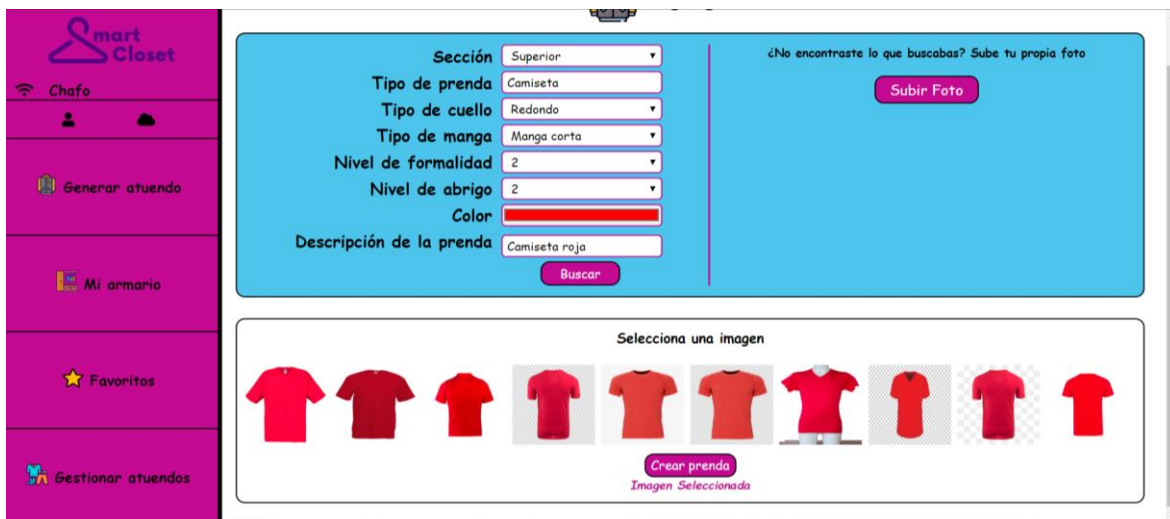 Smart
Closet
Chafo
Generar atuendo
Mi armario
Favoritos
Gestionar atuendos
Sección Superior
Tipo de prenda Camiseta
Tipo de cuello Redondo
Tipo de manga Manga corta
Nivel de formalidad 2
Nivel de abrigo 2
Color
Descripción de la prenda Camiseta roja
Buscar
¿No encontraste lo que buscabas? Sube tu propia foto
Subir Foto
Selecciona una imagen
Crear prenda
Imagen Seleccionada